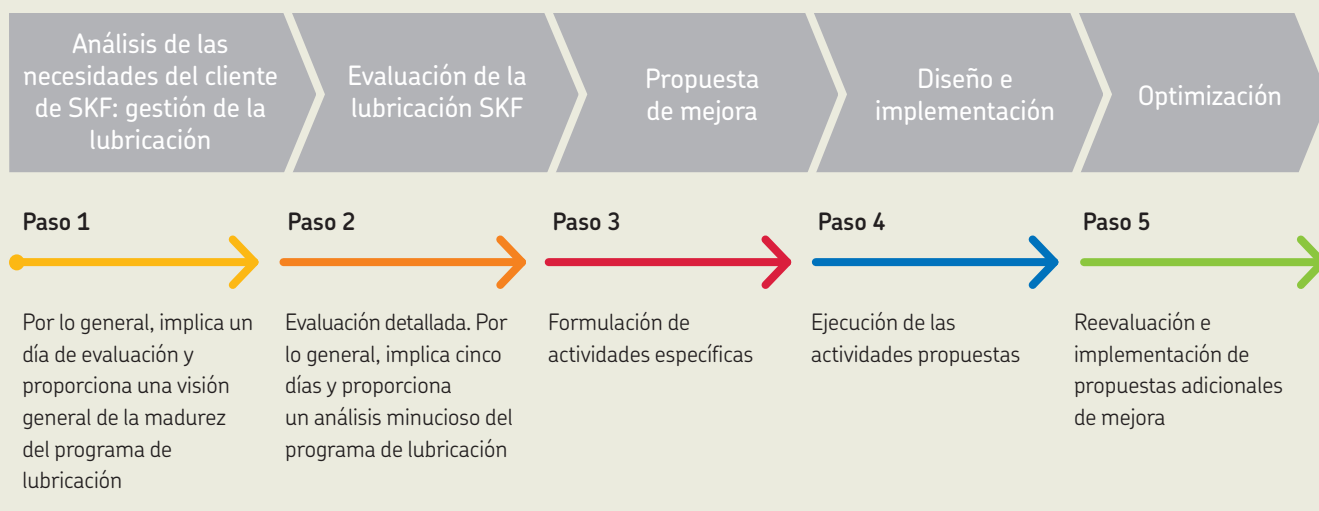 Análisis de las
necesidades del cliente
de SKF: gestión de la
lubricación
Evaluación de la
lubricación SKF
Propuesta
de mejora
Diseño e
implementación
Optimización
Paso 1
Por lo general, implica un
día de evaluación y
proporciona una visión
general de la madurez
del programa de
lubricación
Paso 2
Evaluación detallada. Por
lo general, implica cinco
días y proporciona
un análisis minucioso del
programa de lubricación
Paso 3
Formulación de
actividades específicas
Paso 4
Ejecución de las
actividades propuestas
Paso 5
Reevaluación e
implementación de
propuestas adicionales
de mejora